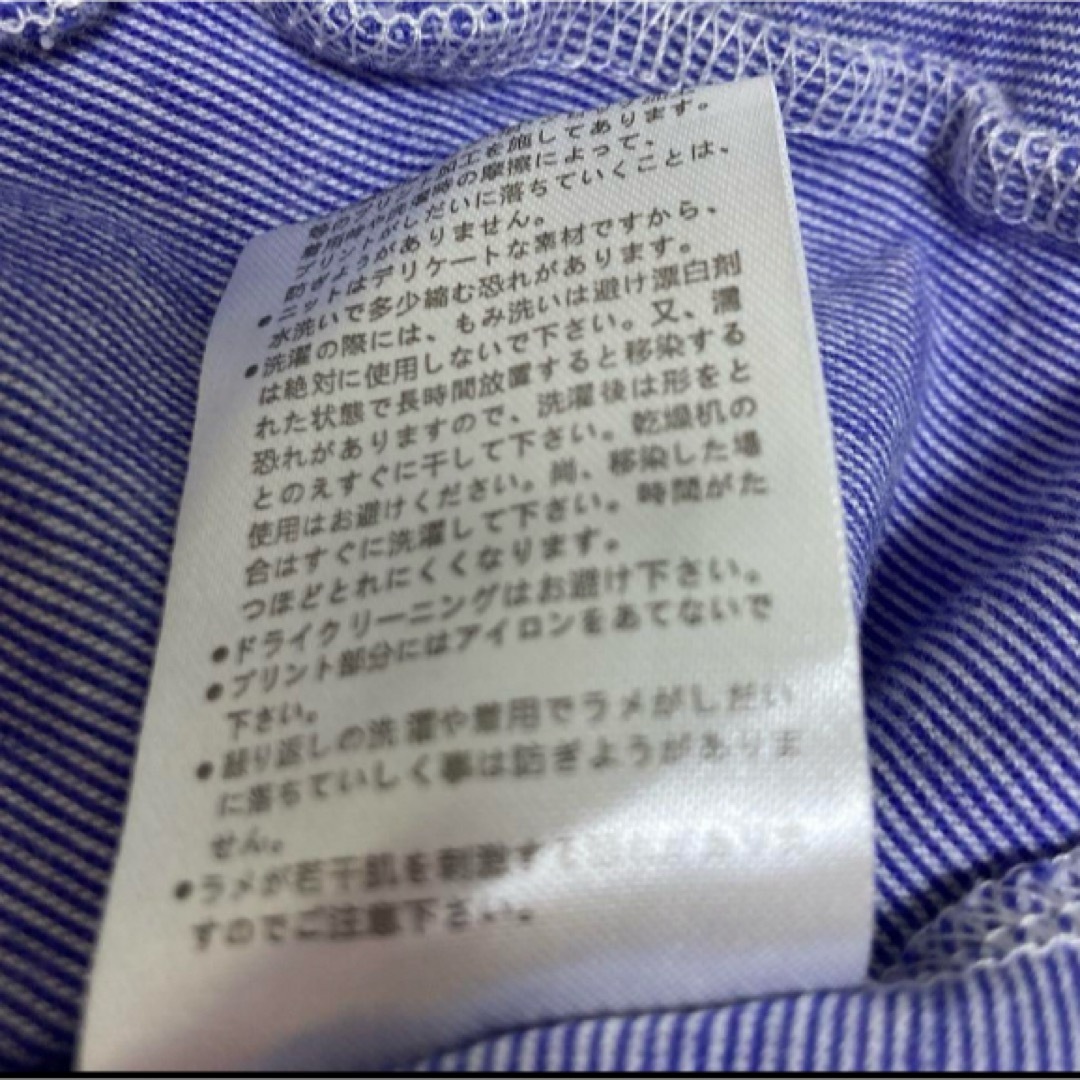 加工を施してあります。
着用時や洗濯時の摩擦によって、
プリントがしだいに落ちていくことは、
防ぎようがありません。
●ニットはデリケートな素材ですから、
水洗いで多少縮む恐れがあります。
●洗濯の際には、もみ洗いは避け漂白剤
は絶対に使用しないで下さい。又、濡
れた状態で長時間放置すると移染する
恐れがありますので、洗濯後は形をと
とのえすぐに干して下さい。乾燥机の
使用はお避けください。尚、移染した場
合はすぐに洗濯して下さい。時間がた
つほどとれにくくなります。
●ドライクリーニングはお避け下さい。
●プリント部分にはアイロンをあてないで
下さい。
●繰り返しの洗濯や着用でラメがしだい
に落ちていしく事は防ぎようがありま
せん。
●ラメが若干肌を刺激す
すのでご注意下さい。